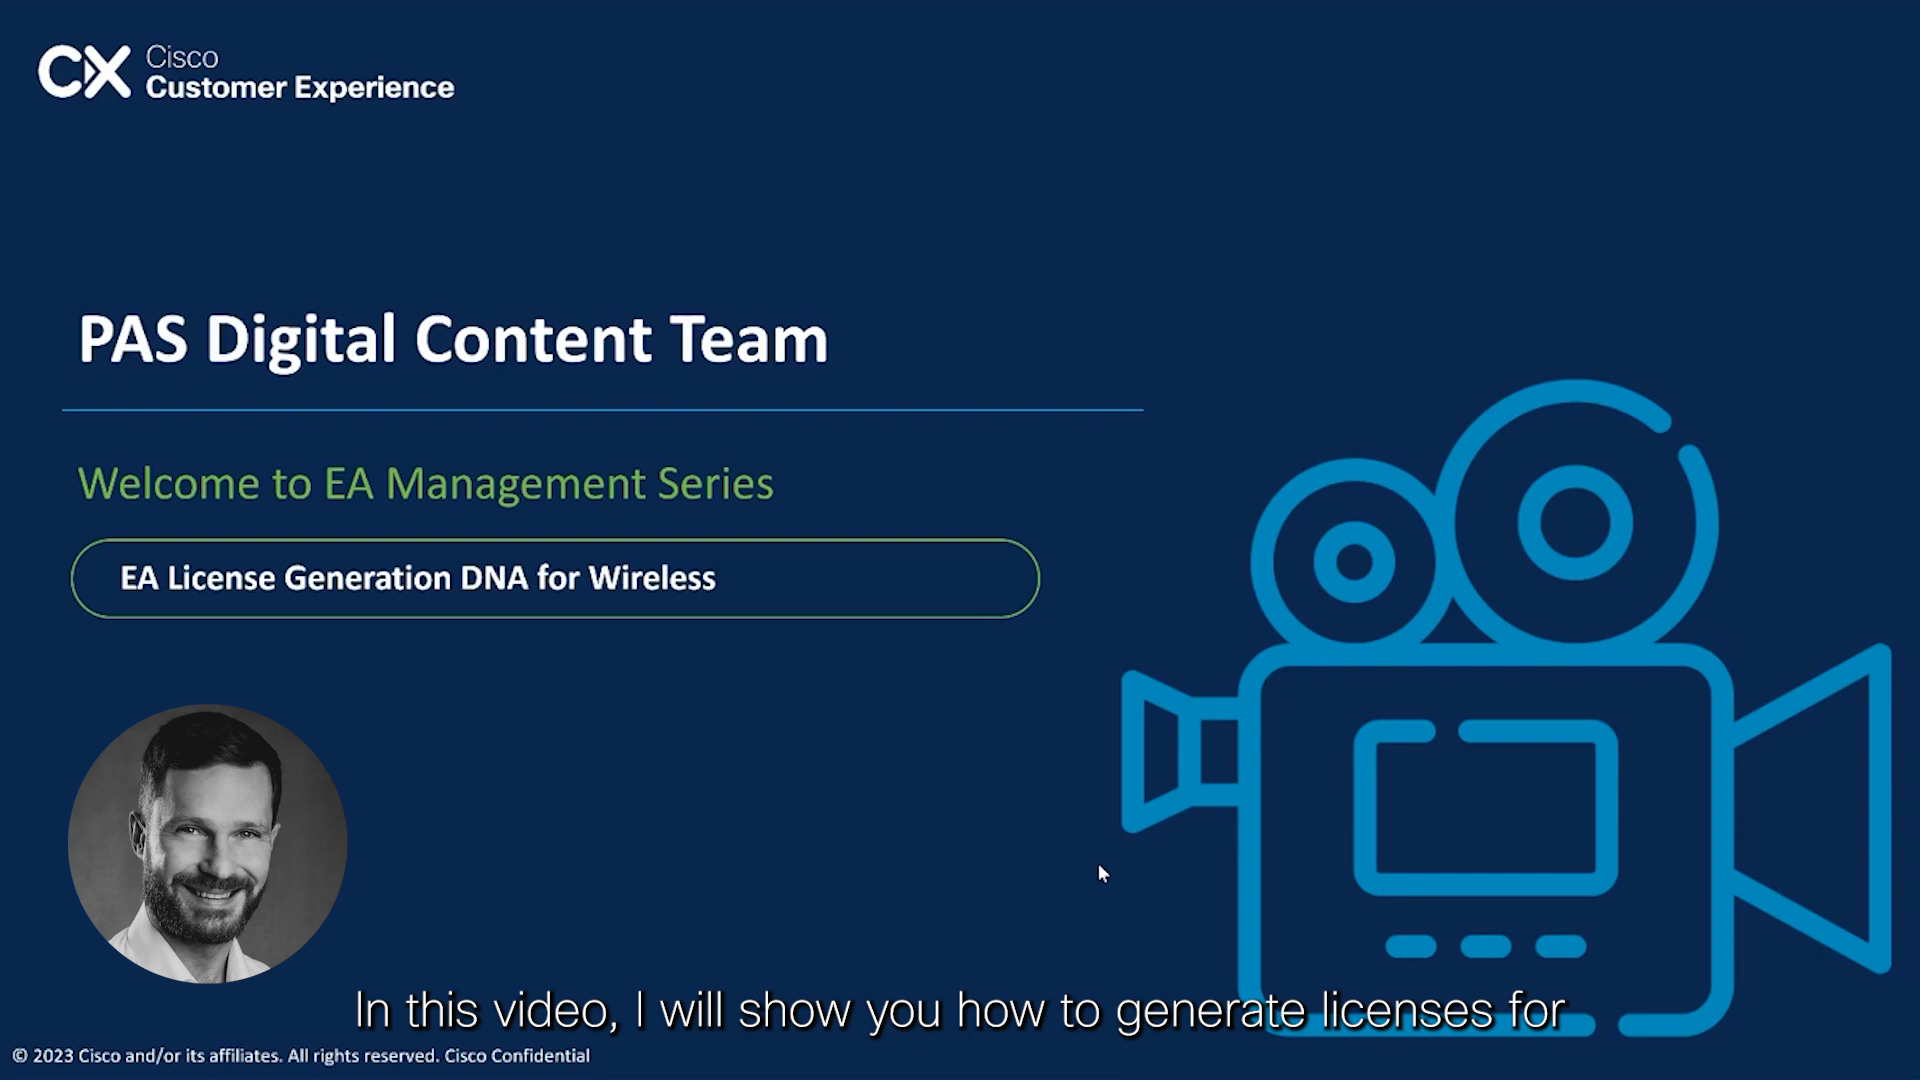 CX Cisco
Customer Experience
PAS Digital Content Team
Welcome to EA Management Series
EA License Generation DNA for Wireless
In this video, I will show you how to generate licenses for
© 2023 Cisco and/or its affiliates. All rights reserved. Cisco Confidential